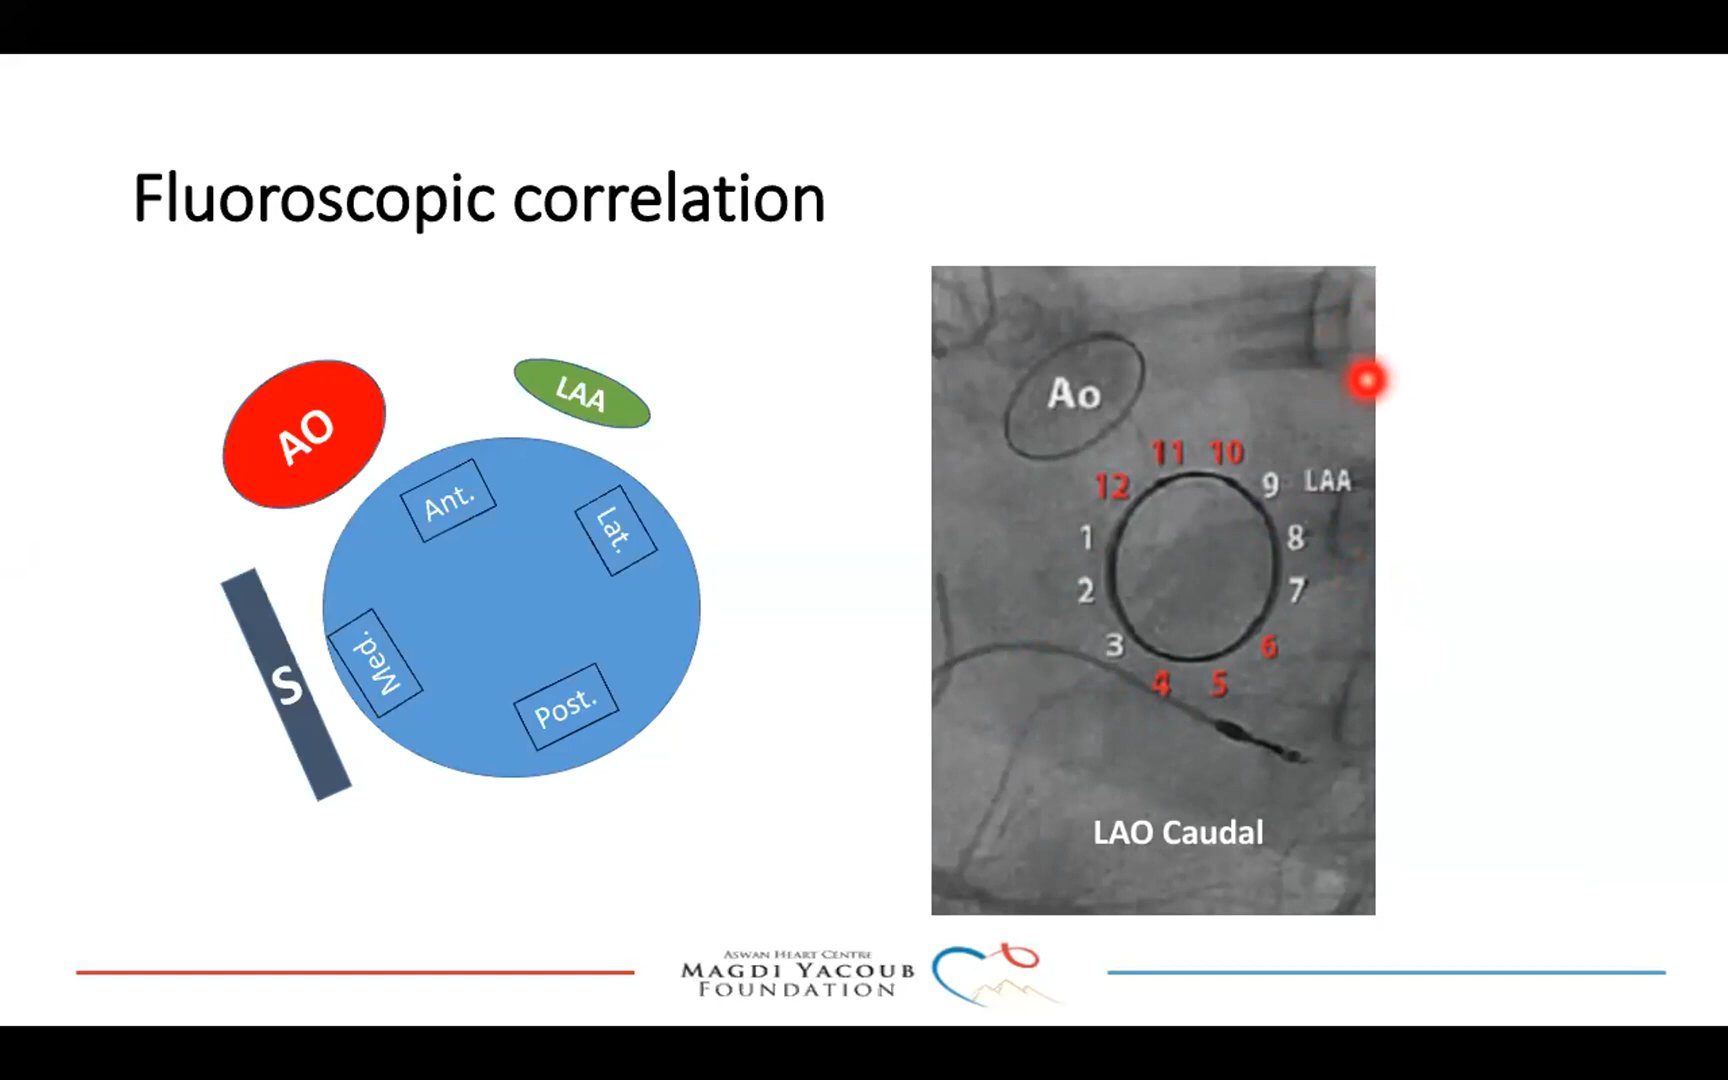 Fluoroscopic correlation
AO
LAA
Ant.
Lat.
S
Med.
Post.
Ao
11 10
12 9 LAA
1 8
2 7
3 6
4 5
LAO Caudal
ASWAN HEART CENTRE
MAGDI YACOUB
FOUNDATION